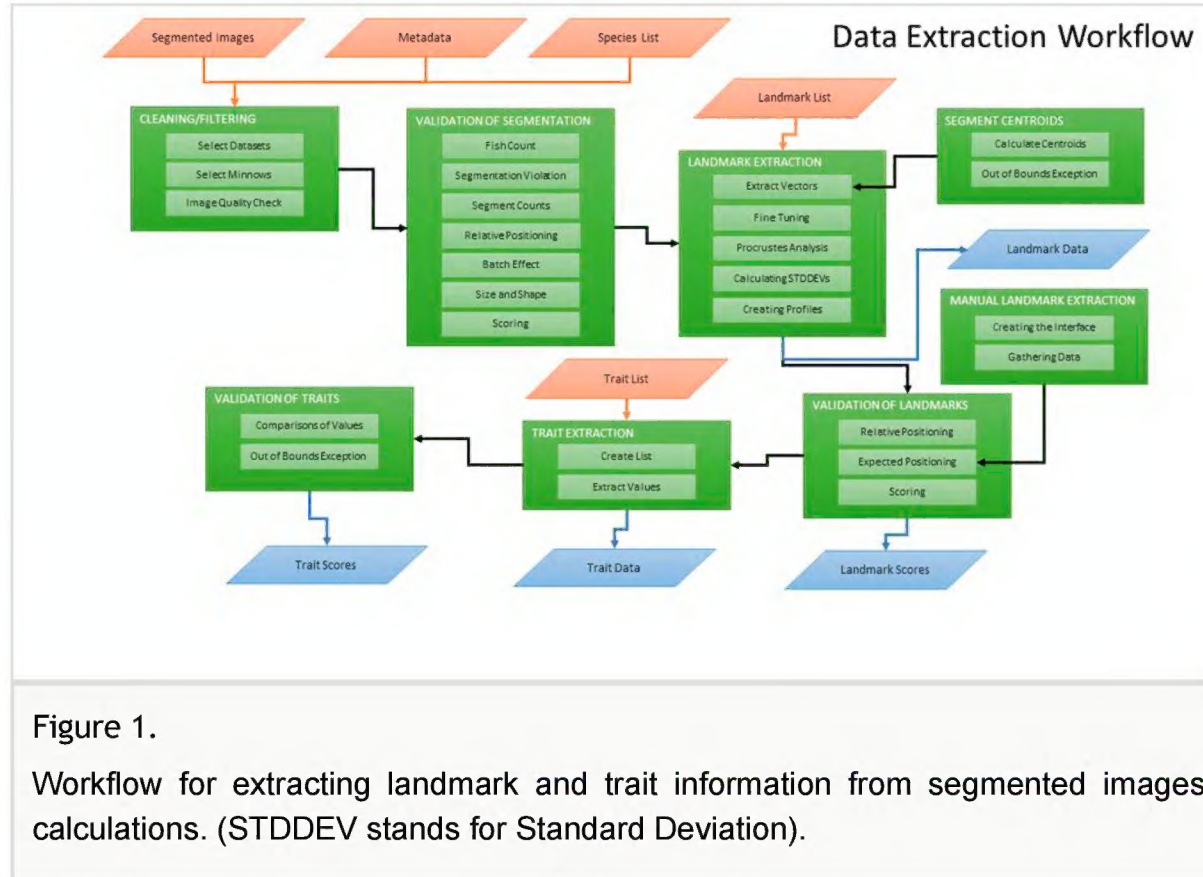 Data Extraction Workflow
Segmented Images
Metadata
Species List
CLEANING/FILTERING
Select Datasets
Select Minnows
Image Quality Check
VALIDATION OF SEGMENTATION
Fish Count
Segmentation Violation
Segment Counts
Relative Positioning
Batch Effect
Size and Shape
Scoring
Landmark List
LANDMARK EXTRACTION
Extract Vectors
Fine Tuning
Procrustes Analysis
Calculating STDDEVs
Creating Profiles
SEGMENT CENTROIDS
Calculate Centroids
Out of Bounds Exception
Landmark Data
MANUAL LANDMARK EXTRACTION
Creating the Interface
Gathering Data
VALIDATION OF LANDMARKS
Relative Positioning
Expected Positioning
Scoring
Landmark Scores
Trait List
TRAIT EXTRACTION
Create List
Extract Values
Trait Data
VALIDATION OF TRAITS
Comparisons of Values
Out of Bounds Exception
Trait Scores
Figure 1.
Workflow for extracting landmark and trait information from segmented images
calculations. (STDDEV stands for Standard Deviation).